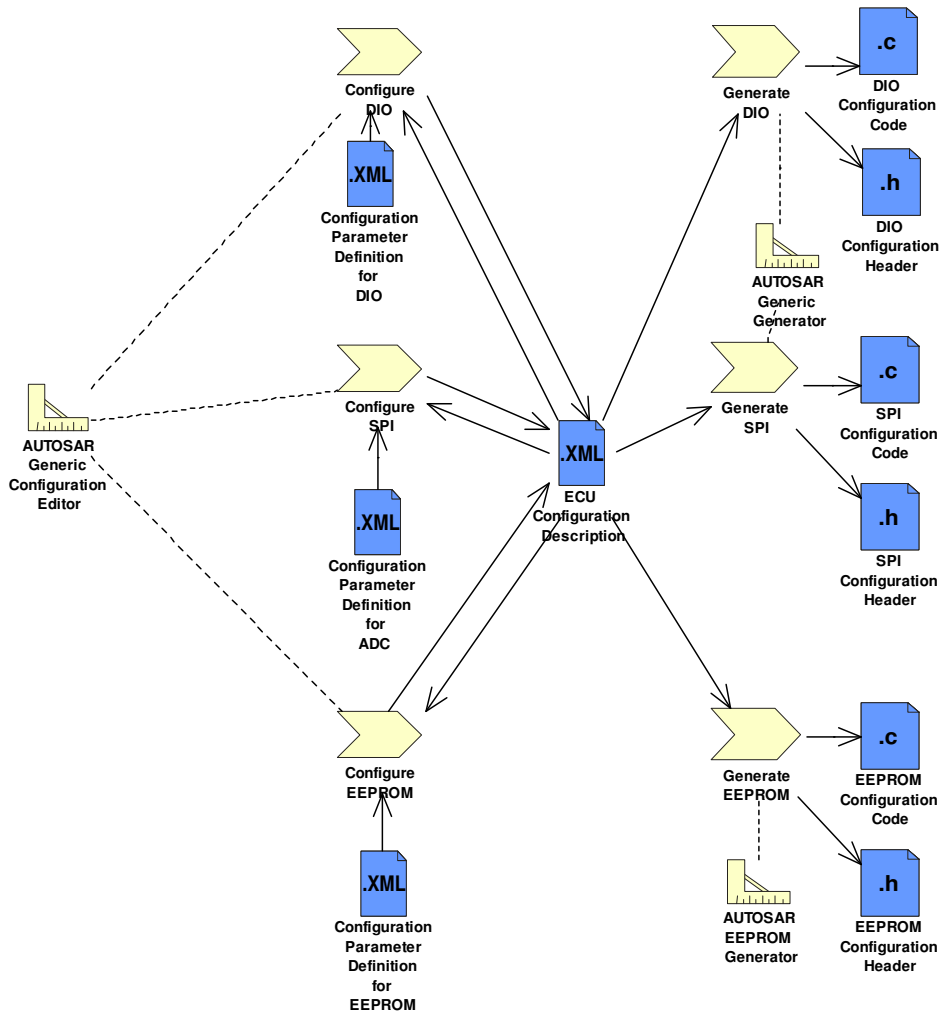 Configure
DIO
.XML
Configuration
Parameter
Definition
for
DIO
AUTOSAR
Generic
Configuration
Editor
Configure
SPI
.XML
Configuration
Parameter
Definition
for
ADC
Configure
EEPROM
.XML
Configuration
Parameter
Definition
for
EEPROM
.XML
ECU
Configuration
Description
Generate
DIO
.c
DIO
Configuration
Code
.h
DIO
Configuration
Header
AUTOSAR
Generic
Generator
Generate
SPI
.c
SPI
Configuration
Code
.h
SPI
Configuration
Header
Generate
EEPROM
.c
EEPROM
Configuration
Code
AUTOSAR
EEPROM
Generator
.h
EEPROM
Configuration
Header